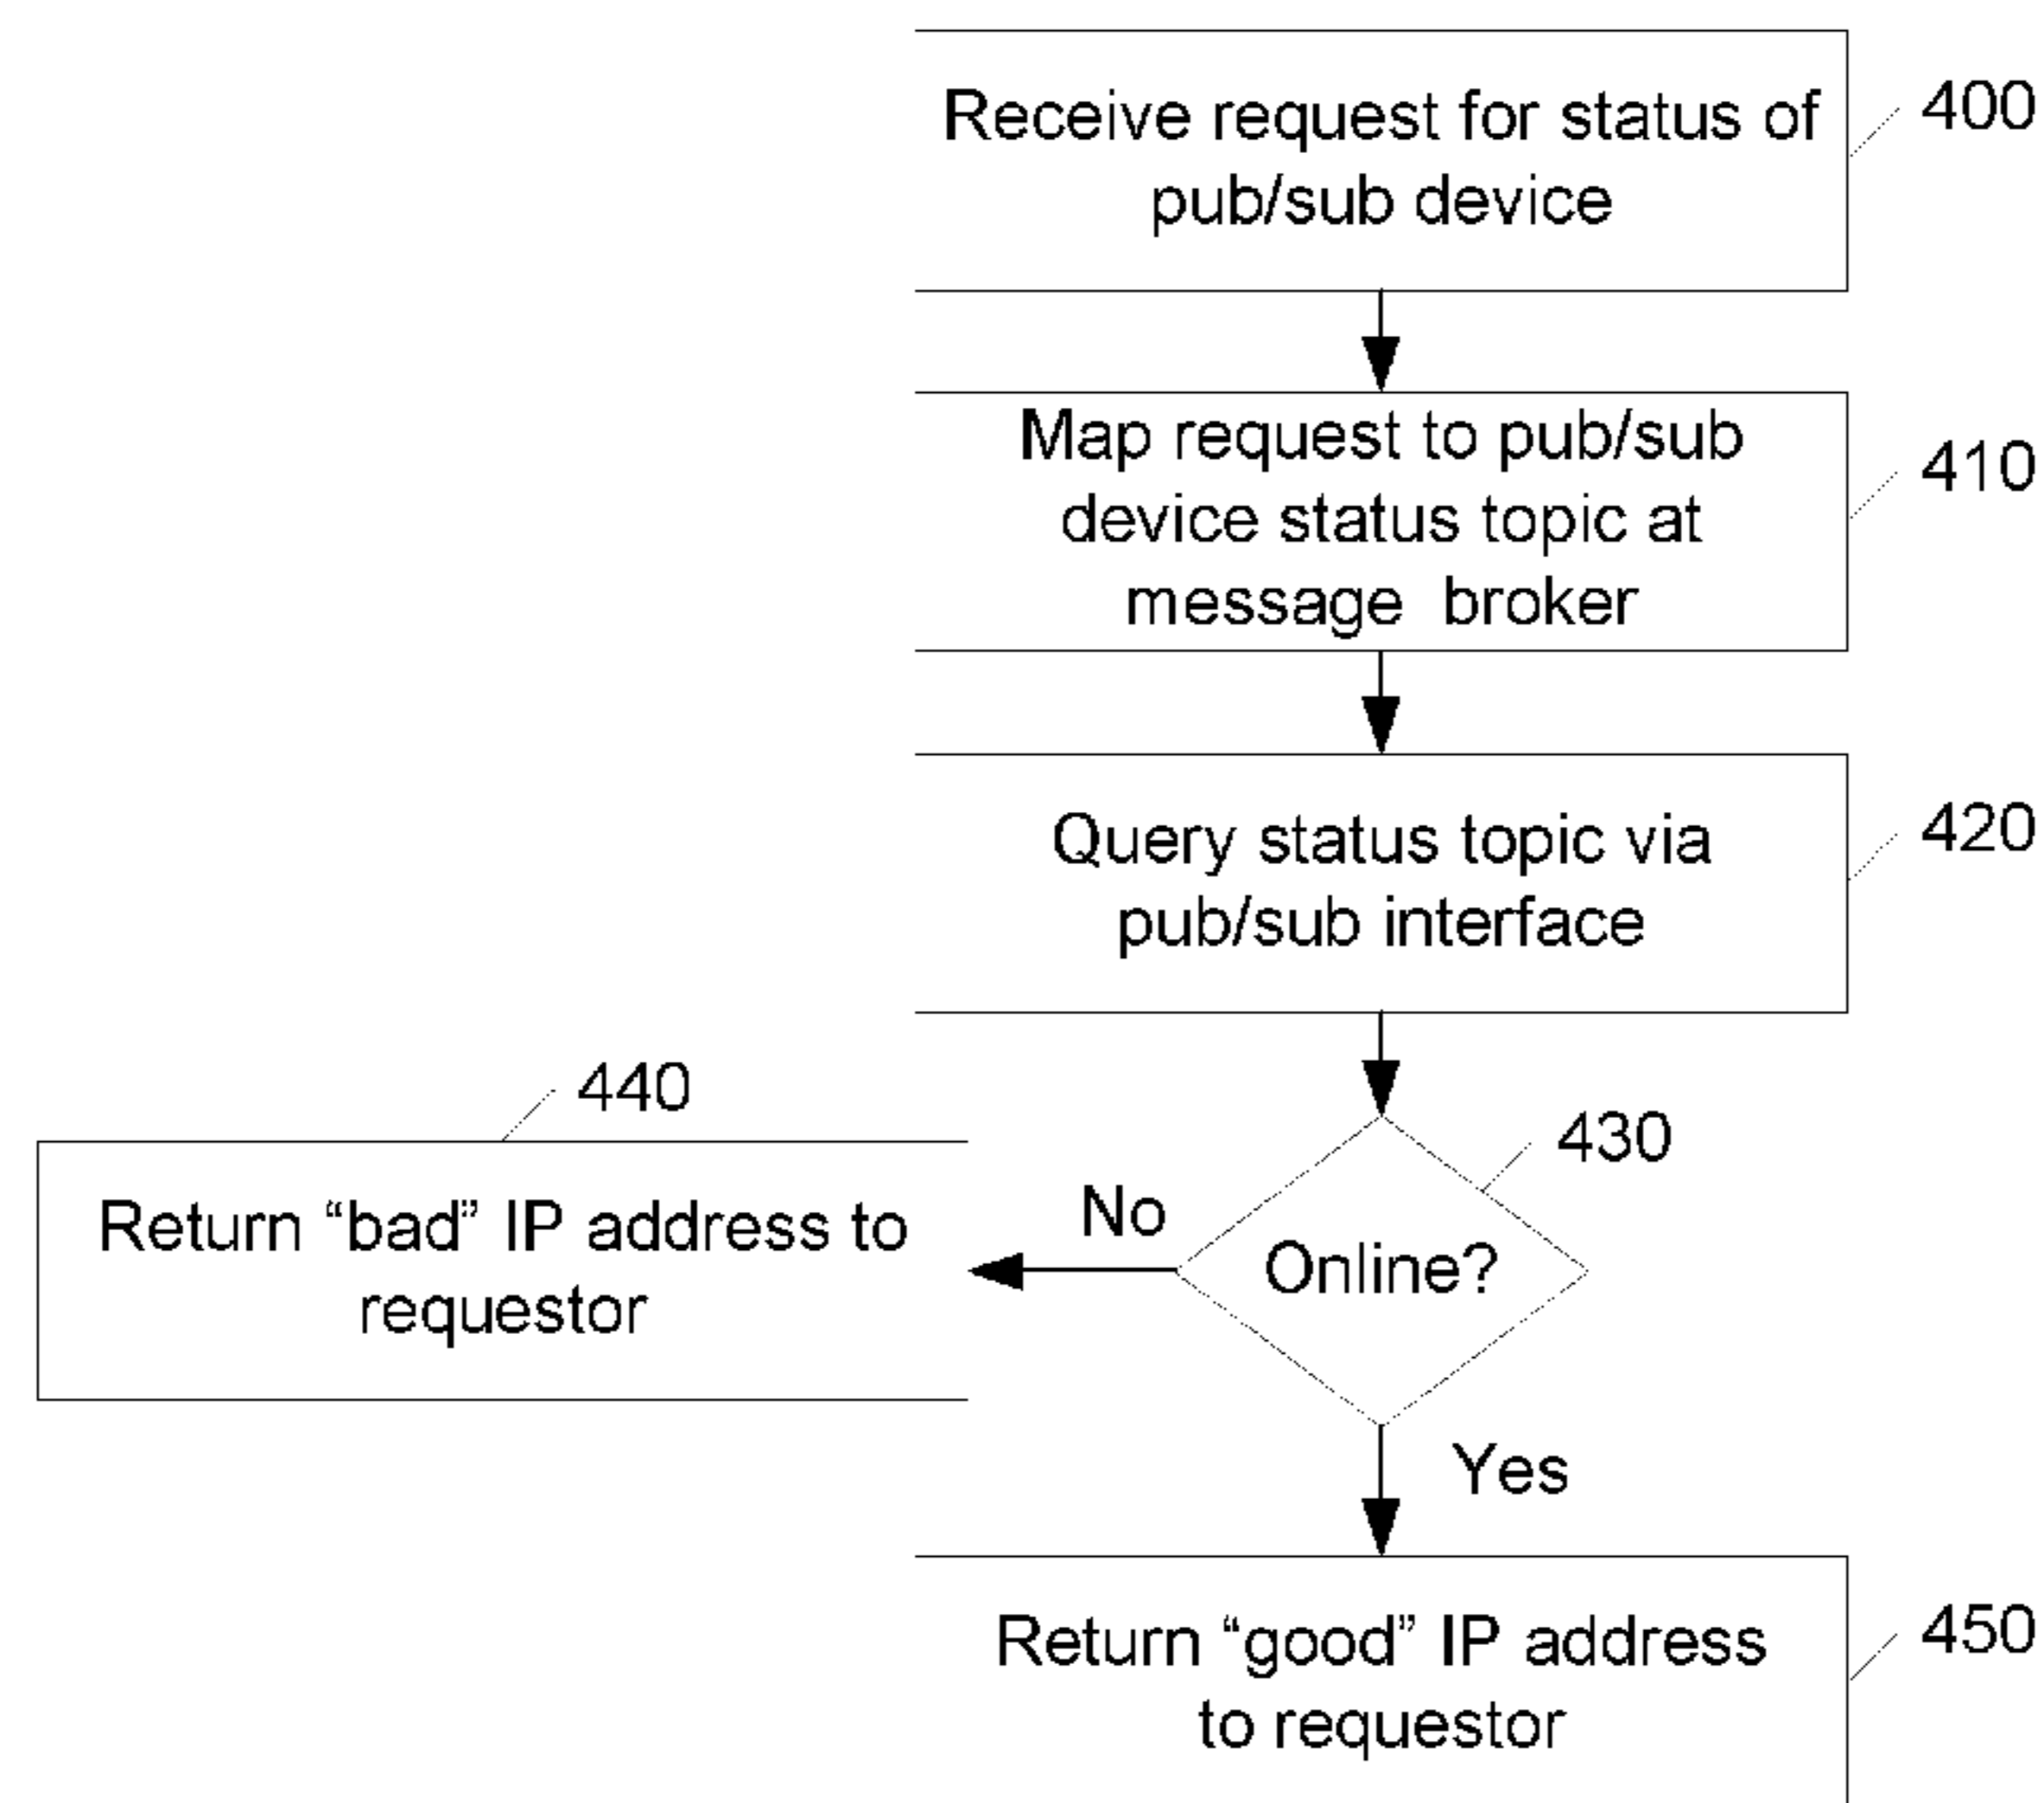 Receive request for status of
pub/sub device
400
Map request to pub/sub
device status topic at
message broker
410
Query status topic via
pub/sub interface
420
440
430
Return “bad” IP address to
requestor
No
Online?
Yes
Return “good” IP address
to requestor
450